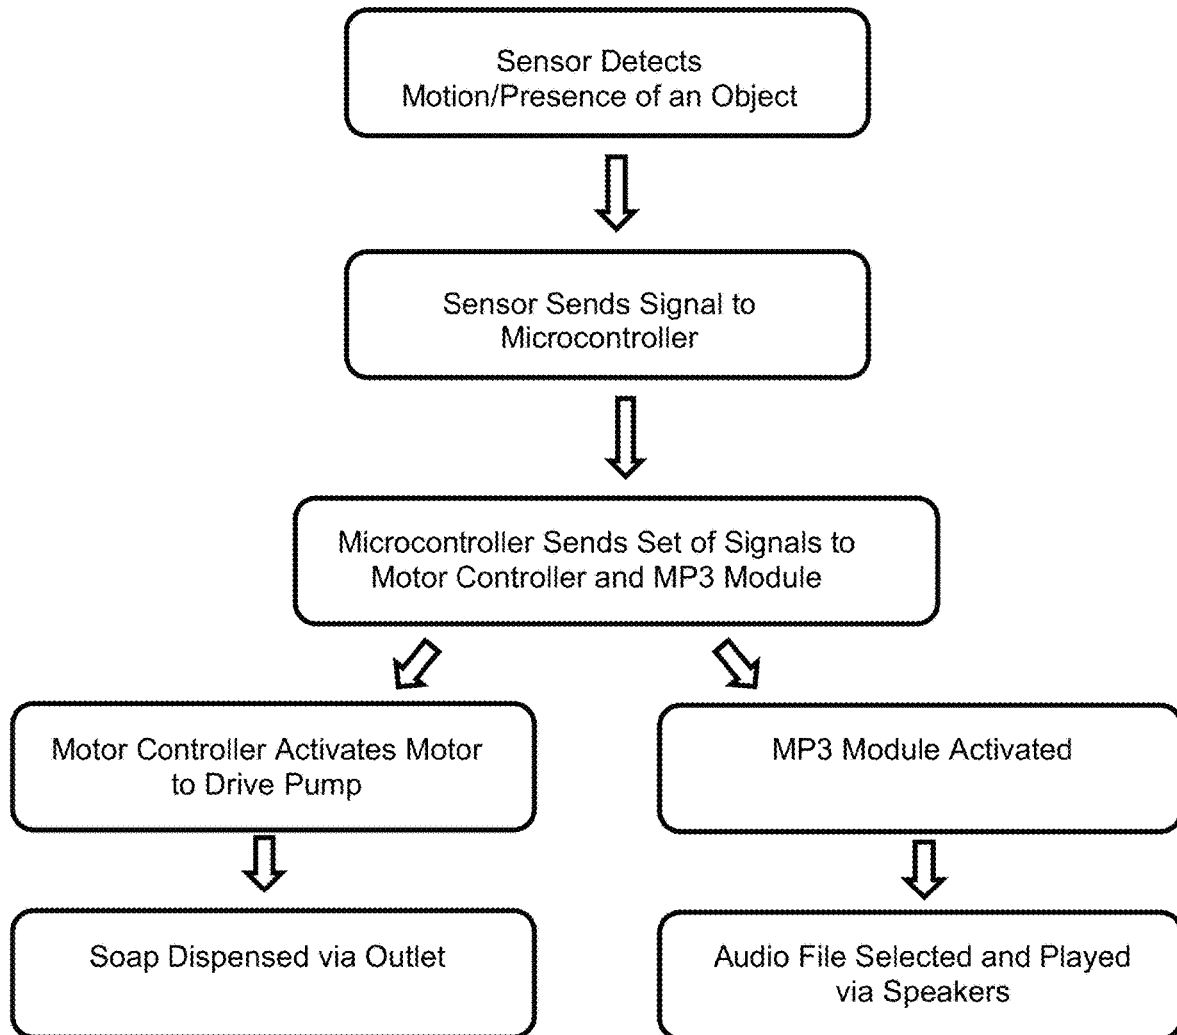 Sensor Detects
Motion/Presence of an Object
Sensor Sends Signal to
Microcontroller
Microcontroller Sends Set of Signals to
Motor Controller and MP3 Module
Motor Controller Activates Motor
to Drive Pump
MP3 Module Activated
Soap Dispensed via Outlet
Audio File Selected and Played
via Speakers